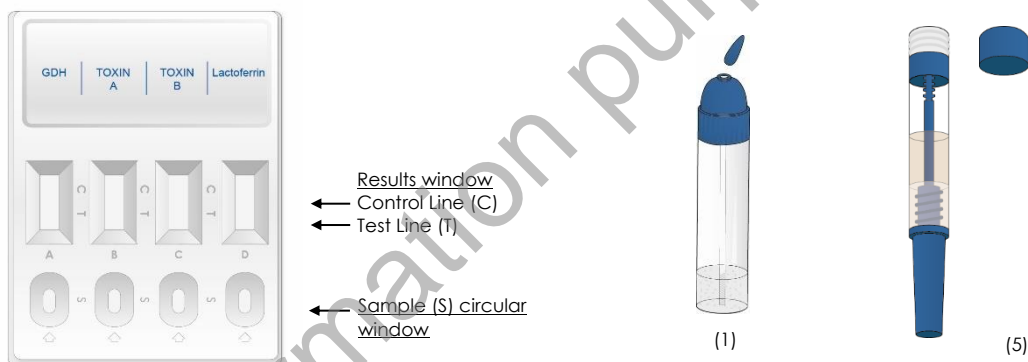 GDH TOXIN A TOXIN B Lactoferrin
C T C T C T
Results window
Control Line (C)
Test Line (T)
A B C D
S S S
Sample (S) circular
window
(1)
(5)